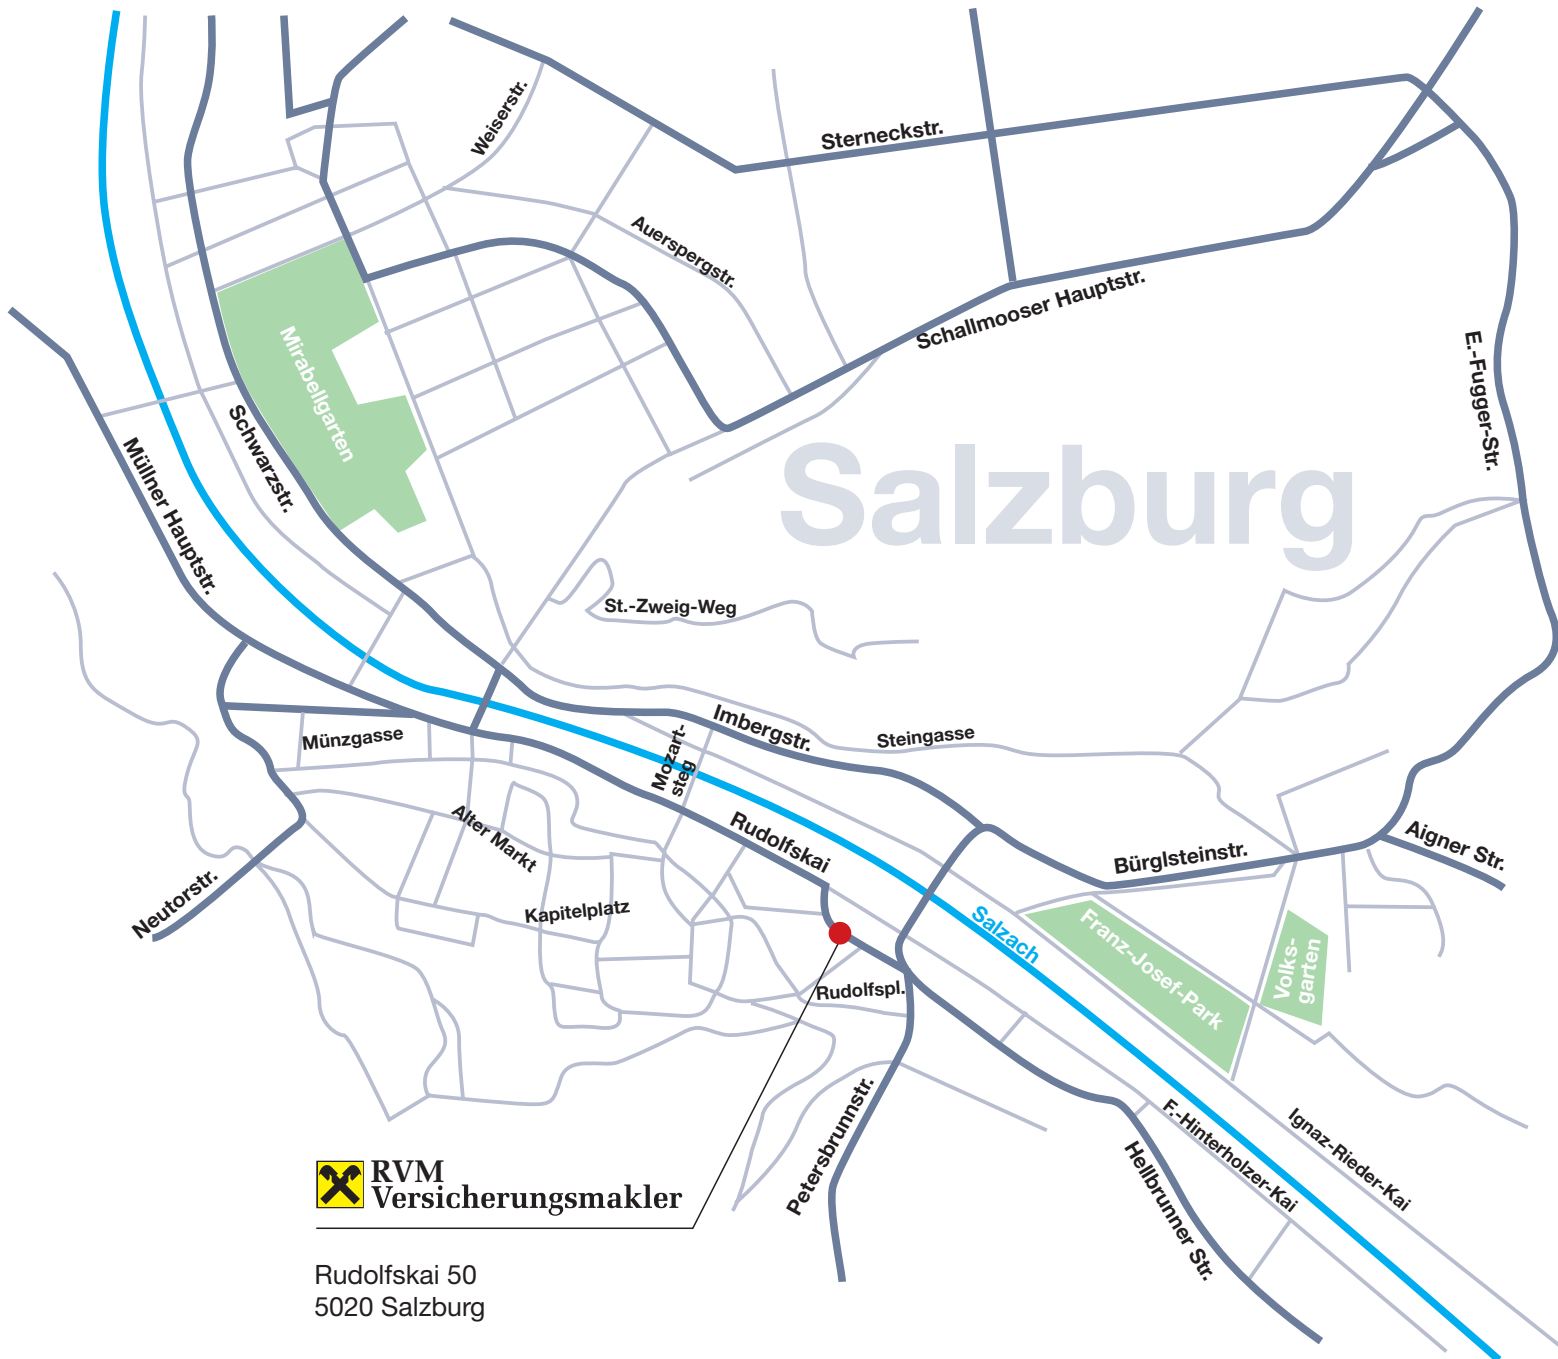 Weiserstr.
Sterneckstr.
Auerspergstr.
Schallmooser Hauptstr.
E.-Fugger-Str.
Mirabellgarten
Schwarzstr.
Müllner Hauptstr.
Salzburg
St.-Zweig-Weg
Imbergstr.
Steingasse
Münzgasse
Mozart-
steg
Alter Markt
Rudolfskai
Bürglsteinstr.
Aigner Str.
Neutorstr.
Kapitelplatz
Salzach
Franz-Josef-Park
Volks-
garten
Rudolfspl.
Petersbrunnstr.
F.-Hinterholzer-Kai
Ignaz-Rieder-Kai
Hellbrunner Str.
RVM
Versicherungsmakler
Rudolfskai 50
5020 Salzburg